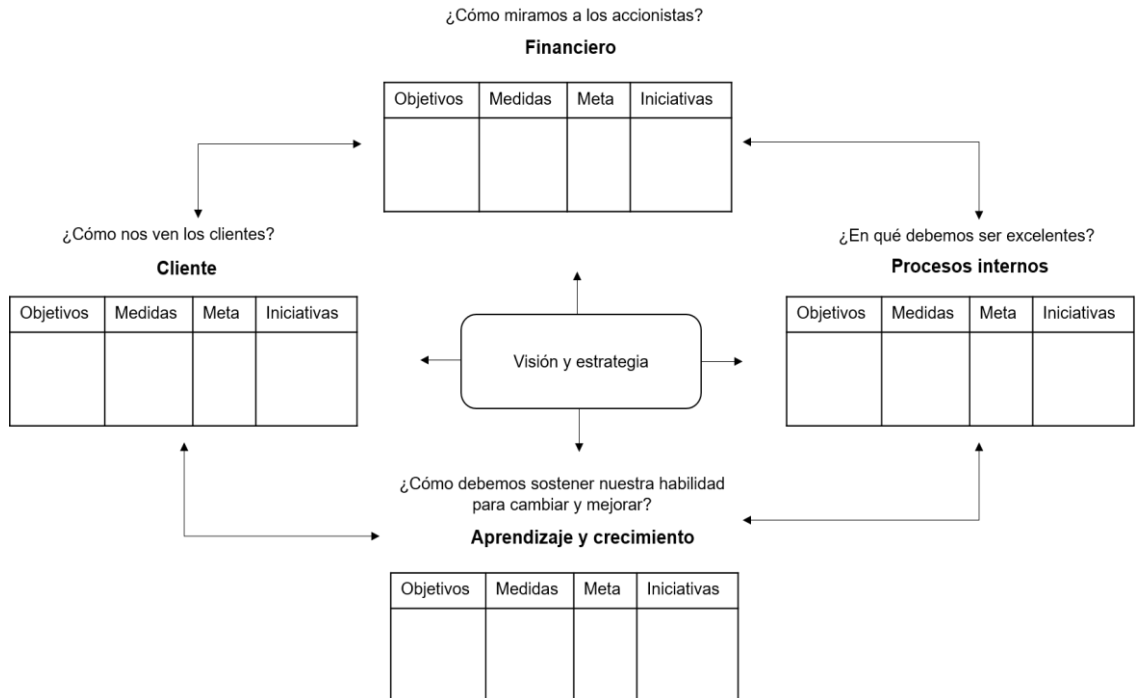 ¿Cómo miramos a los accionistas?
Financiero
Objetivos Medidas Meta Iniciativas
¿Cómo nos ven los clientes?
Cliente
Objetivos Medidas Meta Iniciativas
Visión y estrategia
¿En qué debemos ser excelentes?
Procesos internos
Objetivos Medidas Meta Iniciativas
¿Cómo debemos sostener nuestra habilidad
para cambiar y mejorar?
Aprendizaje y crecimiento
Objetivos Medidas Meta Iniciativas